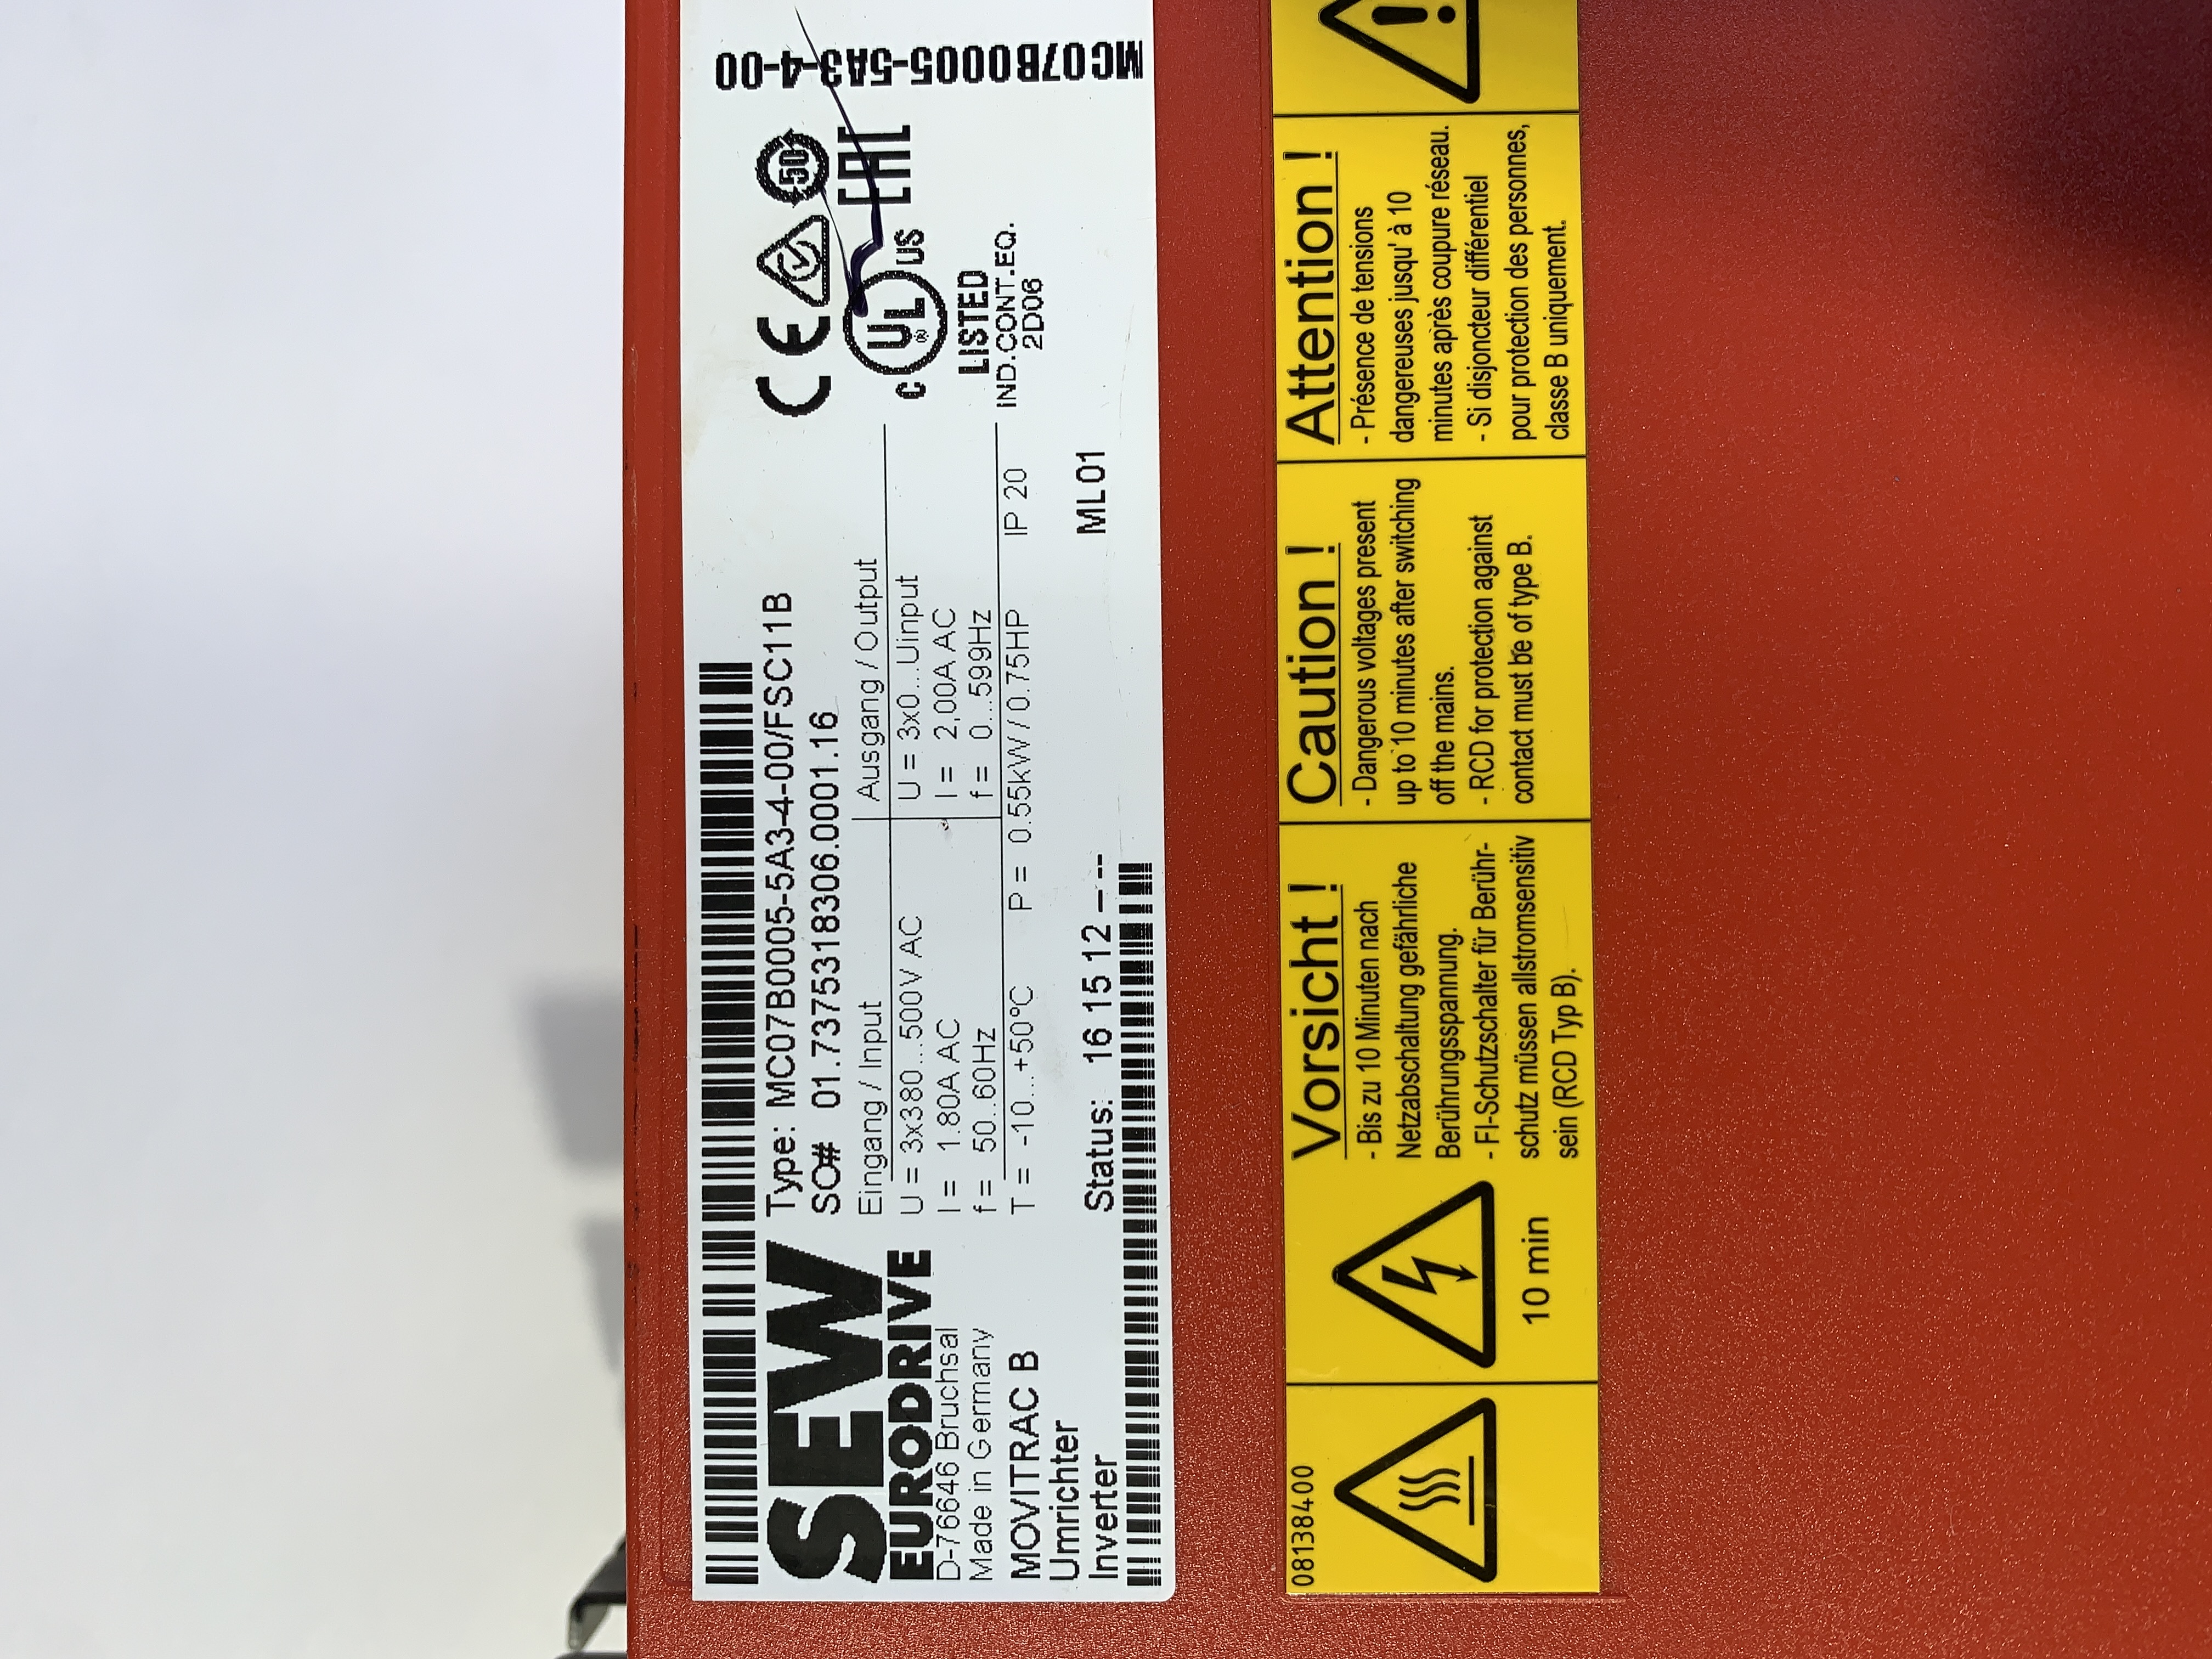 SEW
EURODRIVE
D-76646 Bruchsal
Made in Germany
MOVITRAC B
Umrichter
Inverter
Type: MC07B0005-5A3-4-00/FSC11B
SO# 01.7375318306.0001.16
Eingang / Input
Ausgang / Output
U = 3x380...500V AC
U = 3x0...Uinput
I = 1.80A AC
I = 2,00A AC
f = 50..60Hz
f = 0...599Hz
T = -10...+50°C P = 0.55kW / 0.75HP IP 20
Status: 16 15 12 -- --
ML01
CE
50
EAC
C UL ® US
LISTED
IND.CONT.EQ.
2D06
MC07B0005-5A3-4-00
08138400
10 min
Vorsicht !
- Bis zu 10 Minuten nach
Netzabschaltung gefährliche
Berührungsspannung.
- FI-Schutzschalter für Berühr-
schutz müssen allstromsensitiv
sein (RCD Typ B).
Caution !
- Dangerous voltages present
up to 10 minutes after switching
off the mains.
- RCD for protection against
contact must be of type B.
Attention !
- Présence de tensions
dangereuses jusqu' à 10
minutes après coupure réseau.
- Si disjoncteur différentiel
pour protection des personnes,
classe B uniquement.